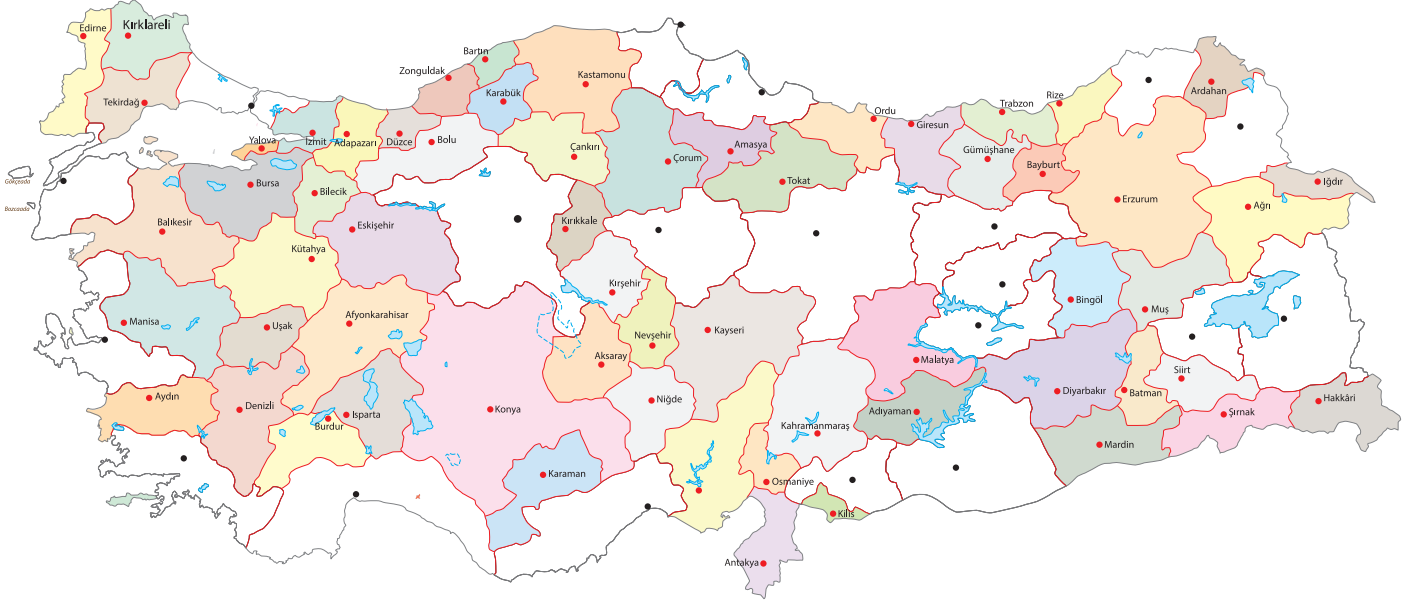 Edirne
Kırklareli
Tekirdağ
Bartın
Zonguldak
Karabük
Kastamonu
Yalova
İzmit
Adapazarı
Düzce
Bolu
Çankırı
Çorum
Amasya
Tokat
Ordu
Giresun
Trabzon
Rize
Gümüşhane
Bayburt
Ardahan
Iğdır
Ağrı
Erzurum
Gökçeada
Bozcaada
Balıkesir
Bursa
Bilecik
Eskişehir
Kütahya
Kırıkkale
Kırşehir
Nevşehir
Kayseri
Bingöl
Muş
Manisa
Uşak
Afyonkarahisar
Aksaray
Malatya
Siirt
Aydın
Denizli
Isparta
Burdur
Konya
Niğde
Kahramanmaraş
Adıyaman
Diyarbakır
Batman
Şırnak
Hakkâri
Mardin
Karaman
Osmaniye
Kilis
Antakya